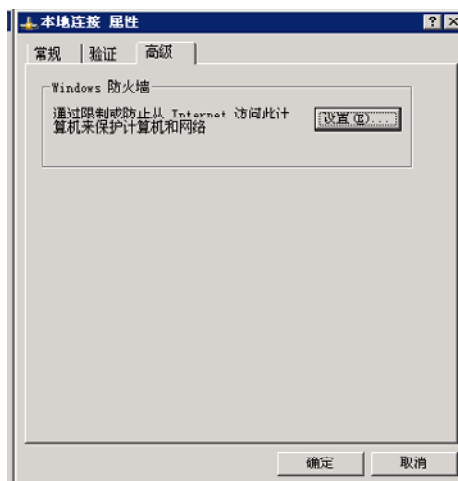 本地连接 属性
常规 验证 高级
Windows 防火墙
通过限制或防止从 Internet 访问此计
算机来保护计算机和网络
设置(E)...
确定 取消